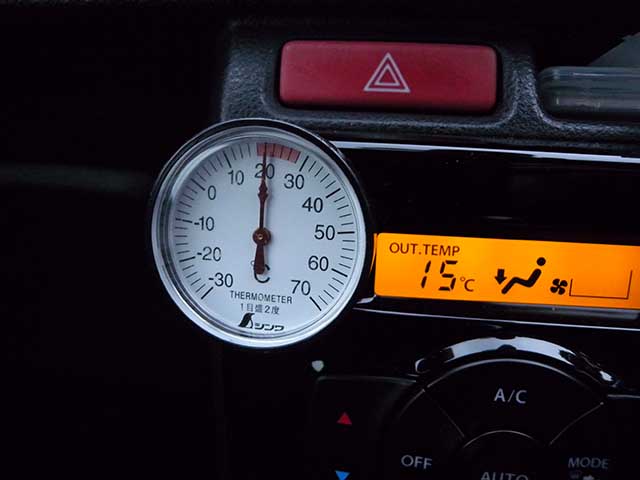 -30 -20 -10 0 10 20 30 40 50 60 70
℃
THERMOMETER
1目盛2度
シンワ
OUT.TEMP
15℃
A/C
OFF
AUTO
MODE